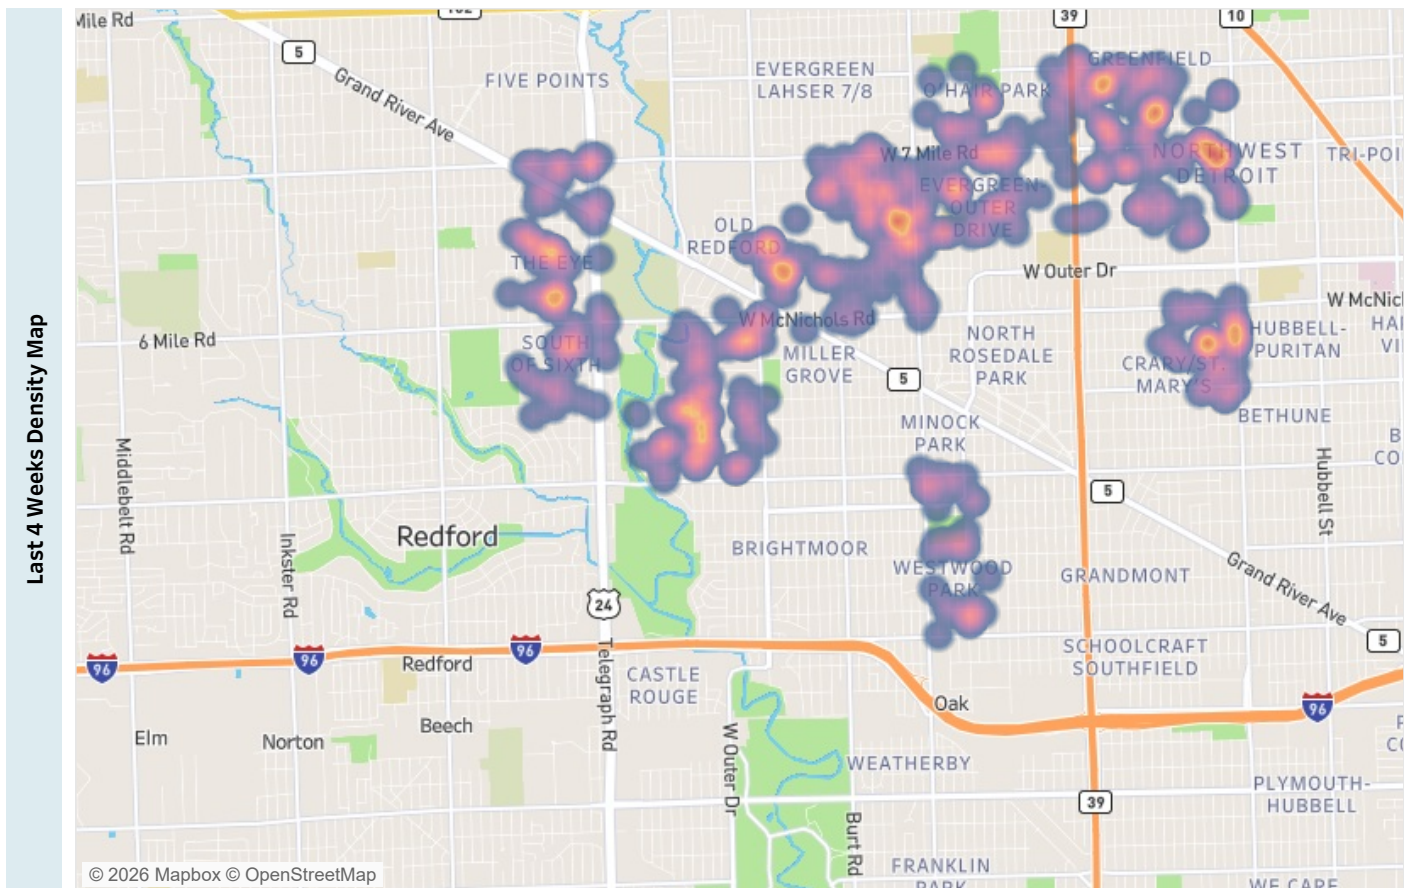 Last 4 Weeks Density Map
Mile Rd
102
39
10
5
Grand River Ave
FIVE POINTS
EVERGREEN
LAHSER 7/8
O'HAIR PARK
GREENFIELD
W 7 Mile Rd
NORTHWEST
DETROIT
EVERGREEN-
OUTER
DRIVE
OLD
REDFORD
THE EYE
W Outer Dr
W McNichols Rd
6 Mile Rd
SOUTH
OF SIXTH
MILLER
GROVE
NORTH
ROSEDALE
PARK
HUBBELL-
PURITAN
CRARY/ST.
MARY'S
BETHUNE
5
MINOCK
PARK
Middlebelt Rd
Hubbell St
5
Redford
Inkster Rd
BRIGHTMOOR
WESTWOOD
PARK
GRANDMONT
Grand River Ave
24
5
SCHOOLCRAFT
SOUTHFIELD
96
96
96
Redford
Telegraph Rd
CASTLE
ROUGE
Oak
96
Elm
Norton
Beech
W Outer Dr
WEATHERBY
PLYMOUTH-
HUBBELL
39
Burt Rd
FRANKLIN
PARK
WE CARE
© 2026 Mapbox © OpenStreetMap